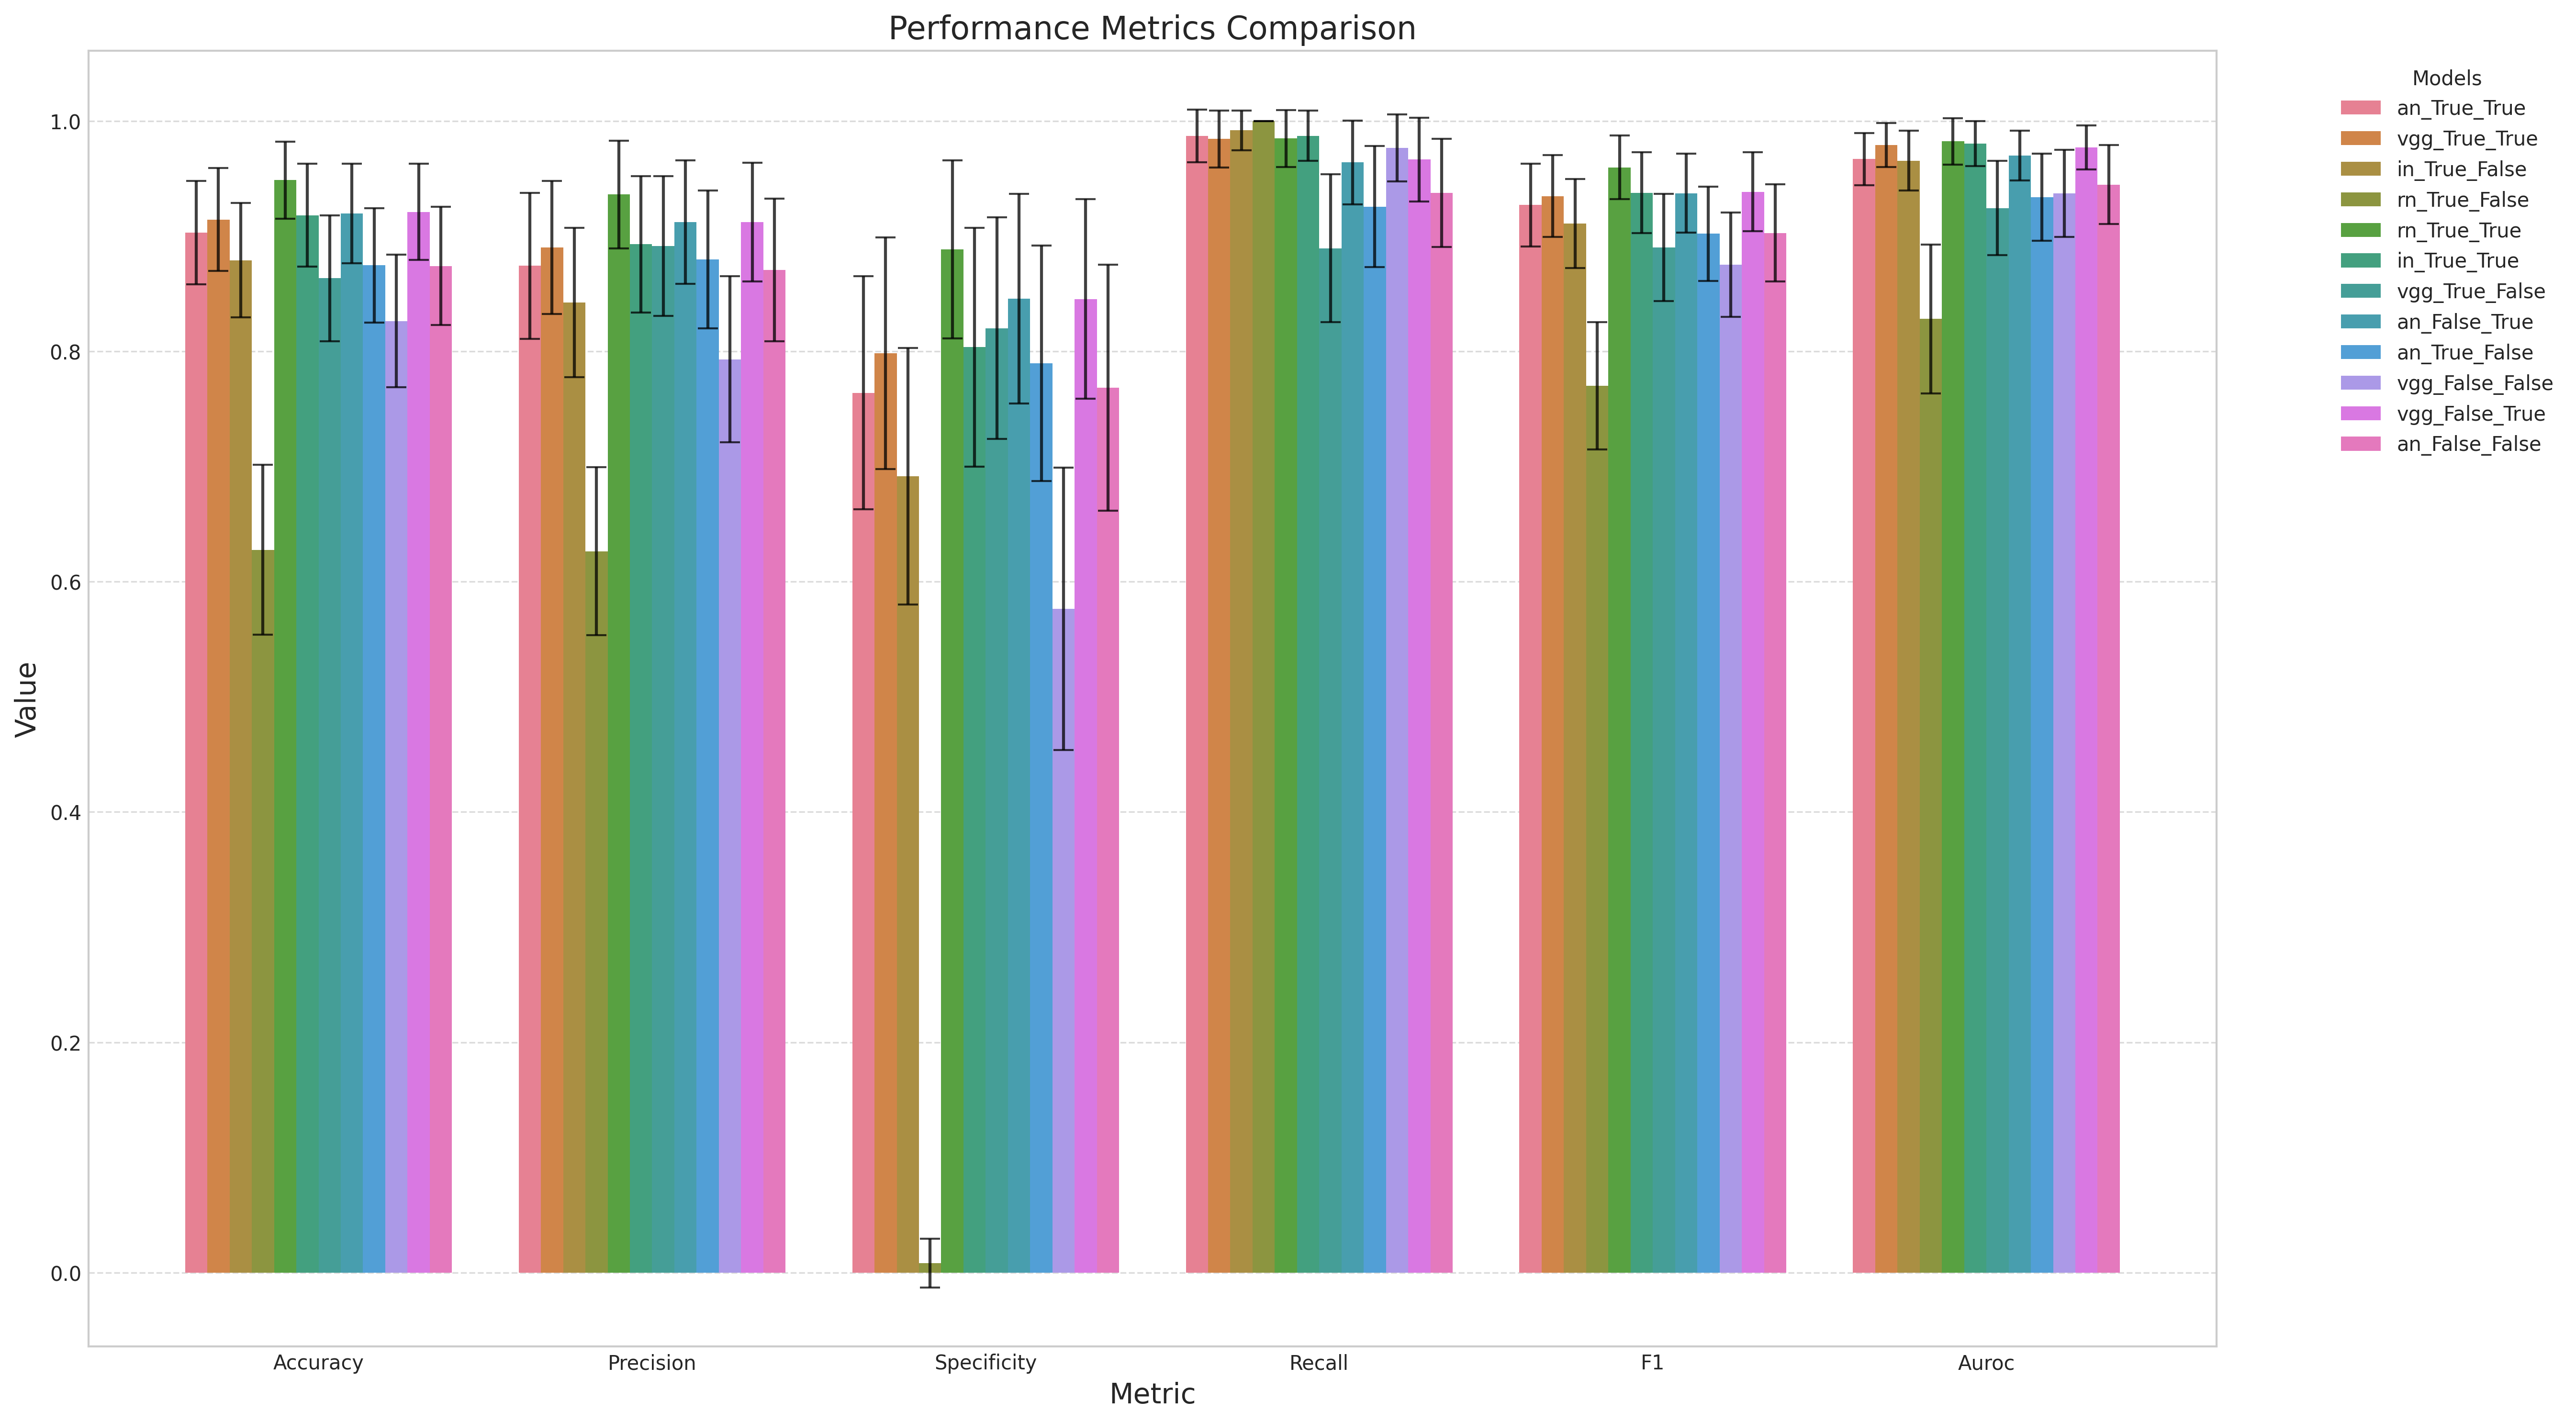 Performance Metrics Comparison
Value
1.0
0.8
0.6
0.4
0.2
0.0
Accuracy
Precision
Specificity
Recall
F1
Auroc
Metric
Models
an_True_True
vgg_True_True
in_True_False
rn_True_False
rn_True_True
in_True_True
vgg_True_False
an_False_True
an_True_False
vgg_False_False
vgg_False_True
an_False_False